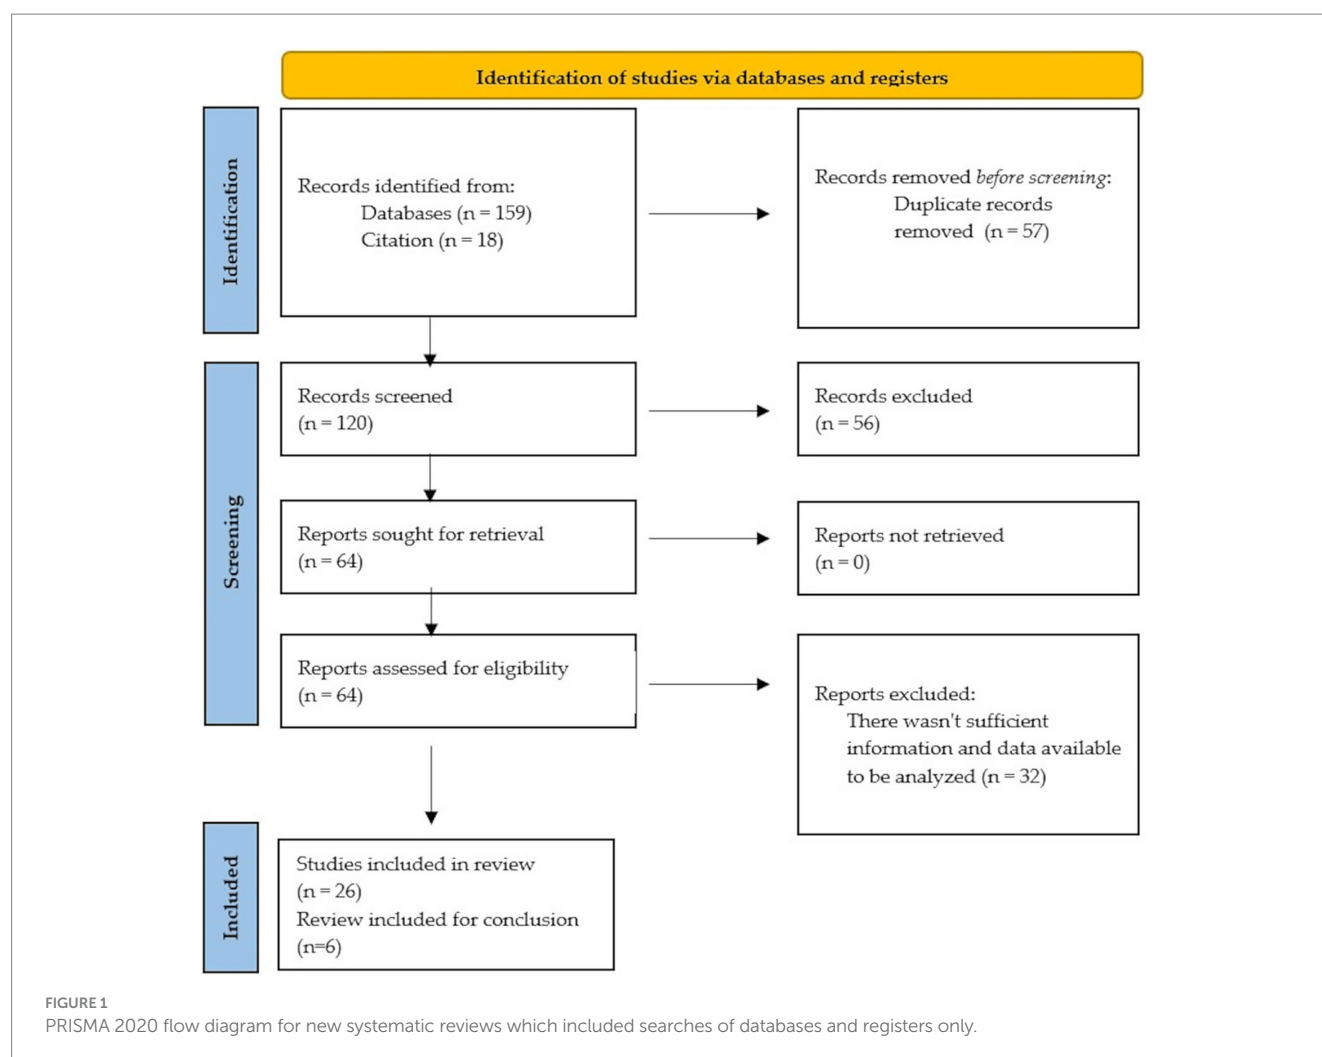 Identification of studies via databases and registers
Identification
Records identified from:
Databases (n = 159)
Citation (n = 18)
Records removed before screening:
Duplicate records
removed (n = 57)
Screening
Records screened
(n = 120)
Records excluded
(n = 56)
Reports sought for retrieval
(n = 64)
Reports not retrieved
(n = 0)
Reports assessed for eligibility
(n = 64)
Reports excluded:
There wasn't sufficient
information and data available
to be analyzed (n = 32)
Included
Studies included in review
(n = 26)
Review included for conclusion
(n=6)
FIGURE 1
PRISMA 2020 flow diagram for new systematic reviews which included searches of databases and registers only.